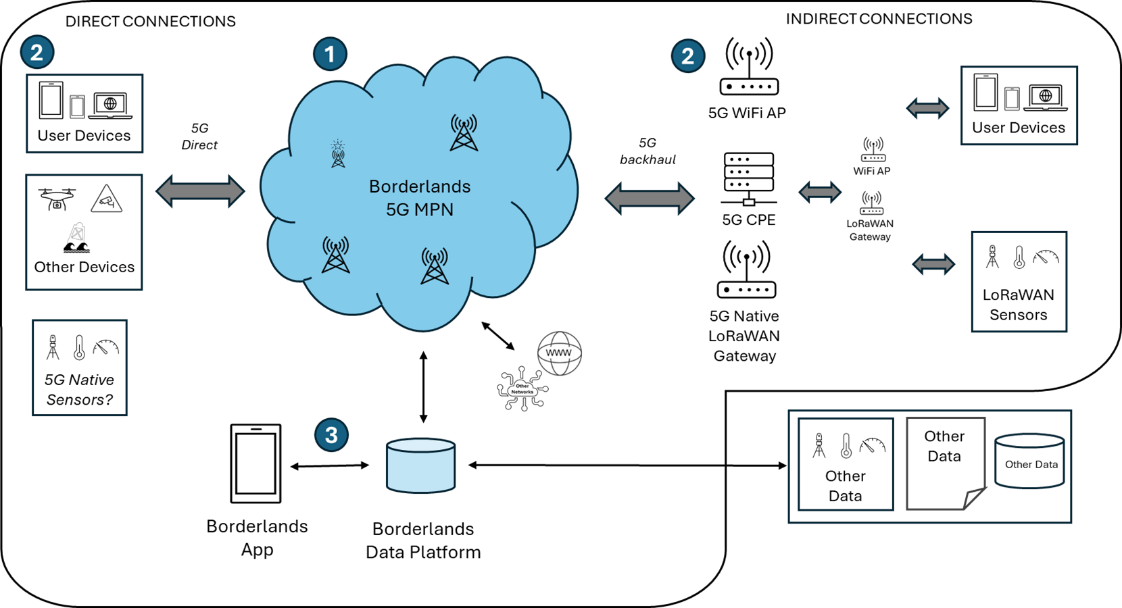 DIRECT CONNECTIONS
INDIRECT CONNECTIONS
2
User Devices
Other Devices
5G Native
Sensors?
5G
Direct
1
Borderlands
5G MPN
5G
backhaul
2
5G WiFi AP
5G CPE
5G Native
LoRaWAN
Gateway
WiFi AP
LoRaWAN
Gateway
User Devices
LoRaWAN
Sensors
WWW
Other
Networks
3
Borderlands
App
Borderlands
Data Platform
Other
Data
Other
Data
Other Data